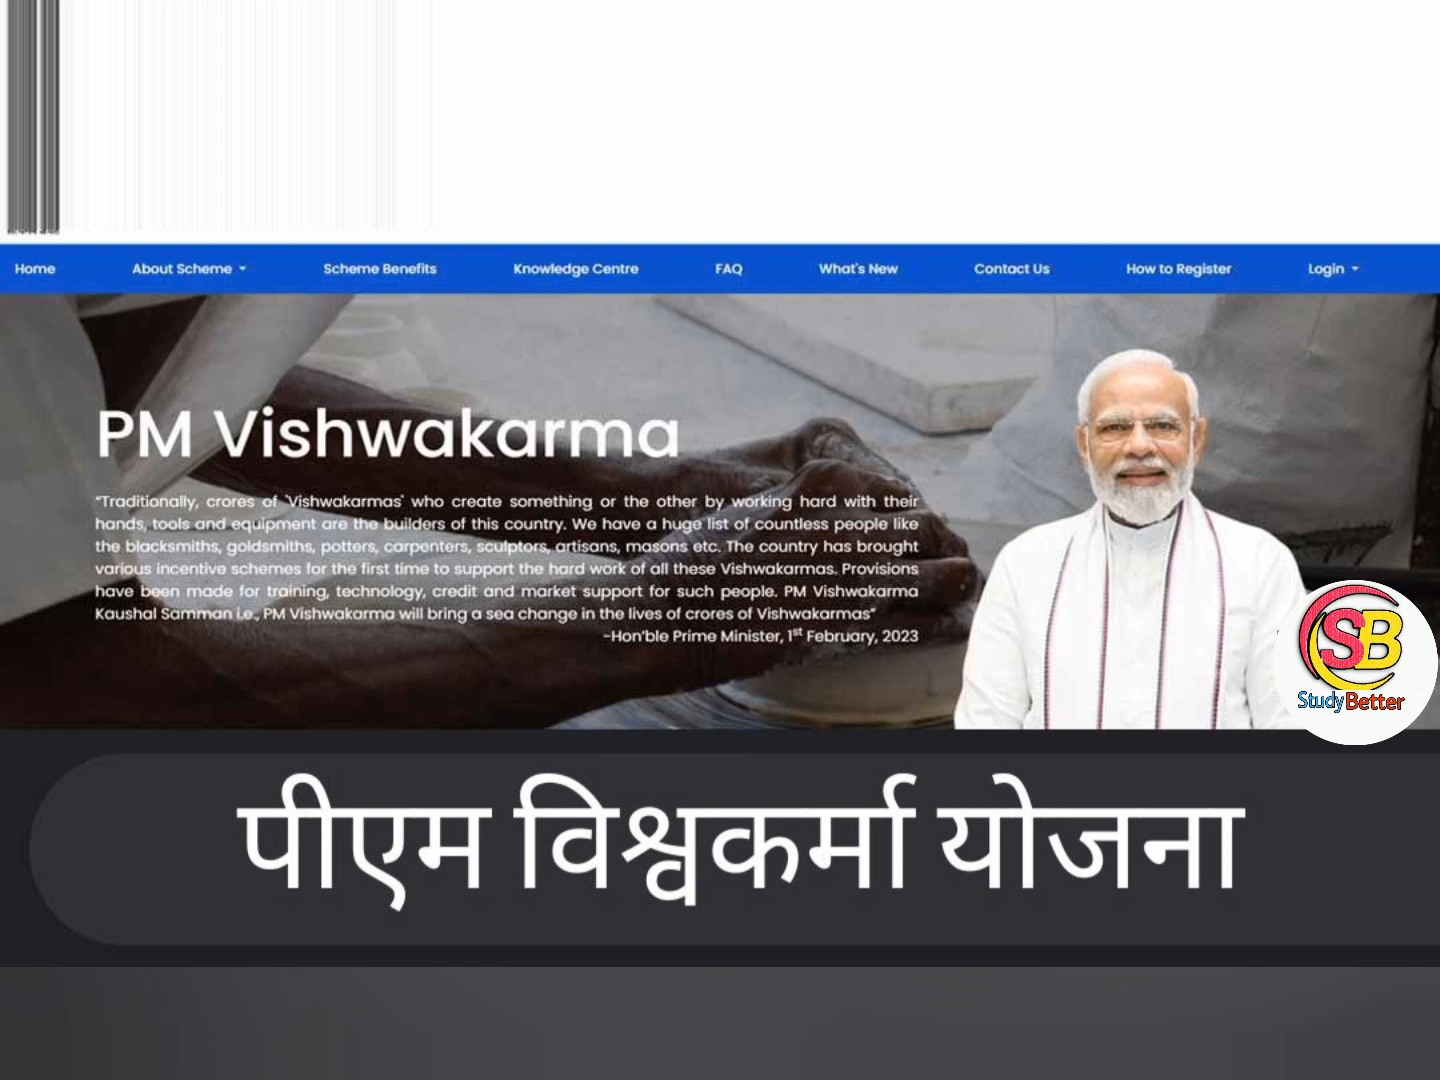 Home About Scheme Scheme Benefits Knowledge Centre FAQ What's New Contact Us How to Register Login
PM Vishwakarma
“Traditionally, crores of 'Vishwakarmas' who create something or the other by working hard with their
hands, tools and equipment are the builders of this country. We have a huge list of countless people like
the blacksmiths, goldsmiths, potters, carpenters, sculptors, artisans, masons etc. The country has brought
various incentive schemes for the first time to support the hard work of all these Vishwakarmas. Provisions
have been made for training, technology, credit and market support for such people. PM Vishwakarma
Kaushal Samman i.e., PM Vishwakarma will bring a sea change in the lives of crores of Vishwakarmas”
-Hon'ble Prime Minister, 1st February, 2023
SB
StudyBetter
पीएम विश्वकर्मा योजना